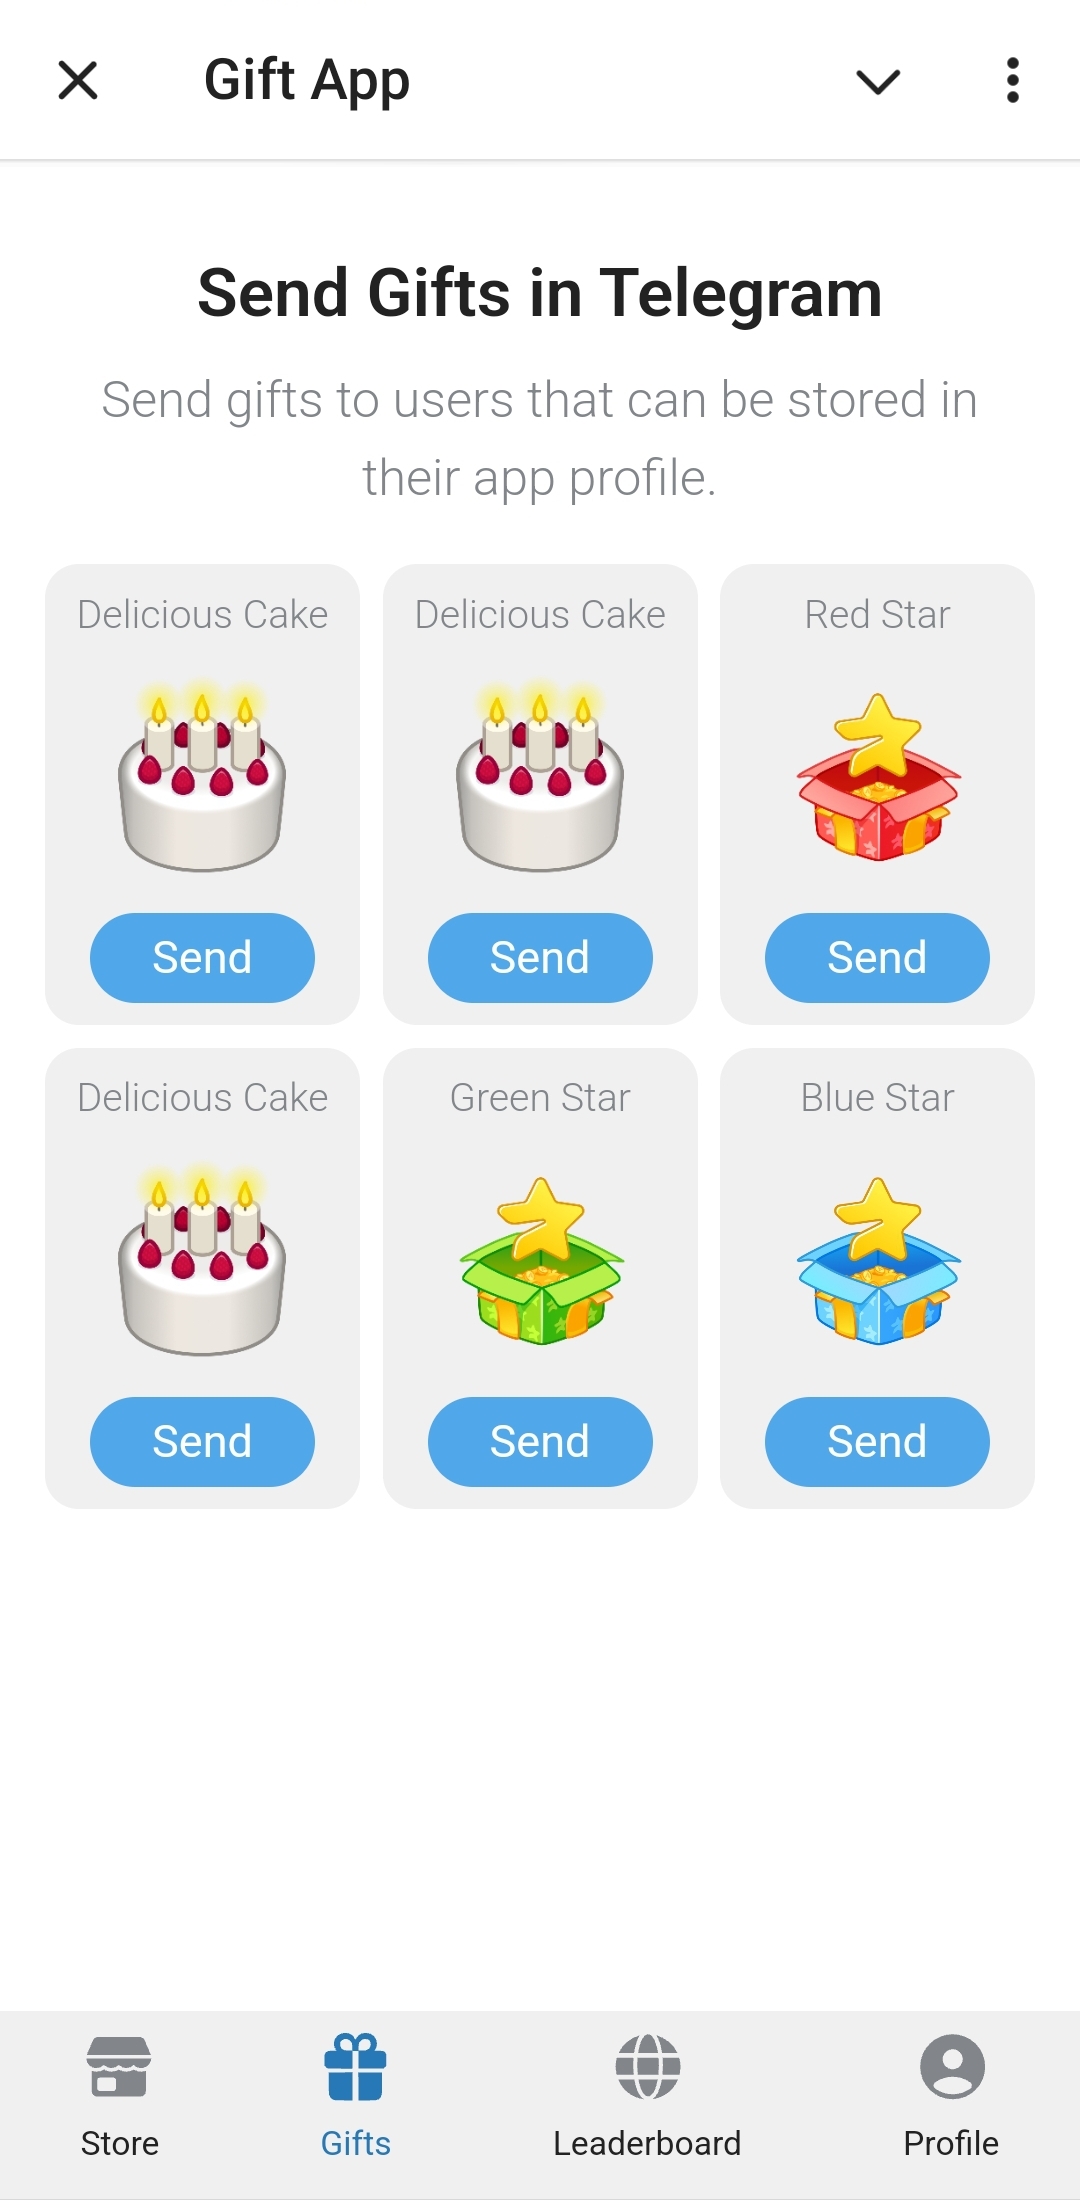 Gift App
Send Gifts in Telegram
Send gifts to users that can be stored in
their app profile.
Delicious Cake
Delicious Cake
Red Star
Send
Send
Send
Delicious Cake
Green Star
Blue Star
Send
Send
Send
Store
Gifts
Leaderboard
Profile